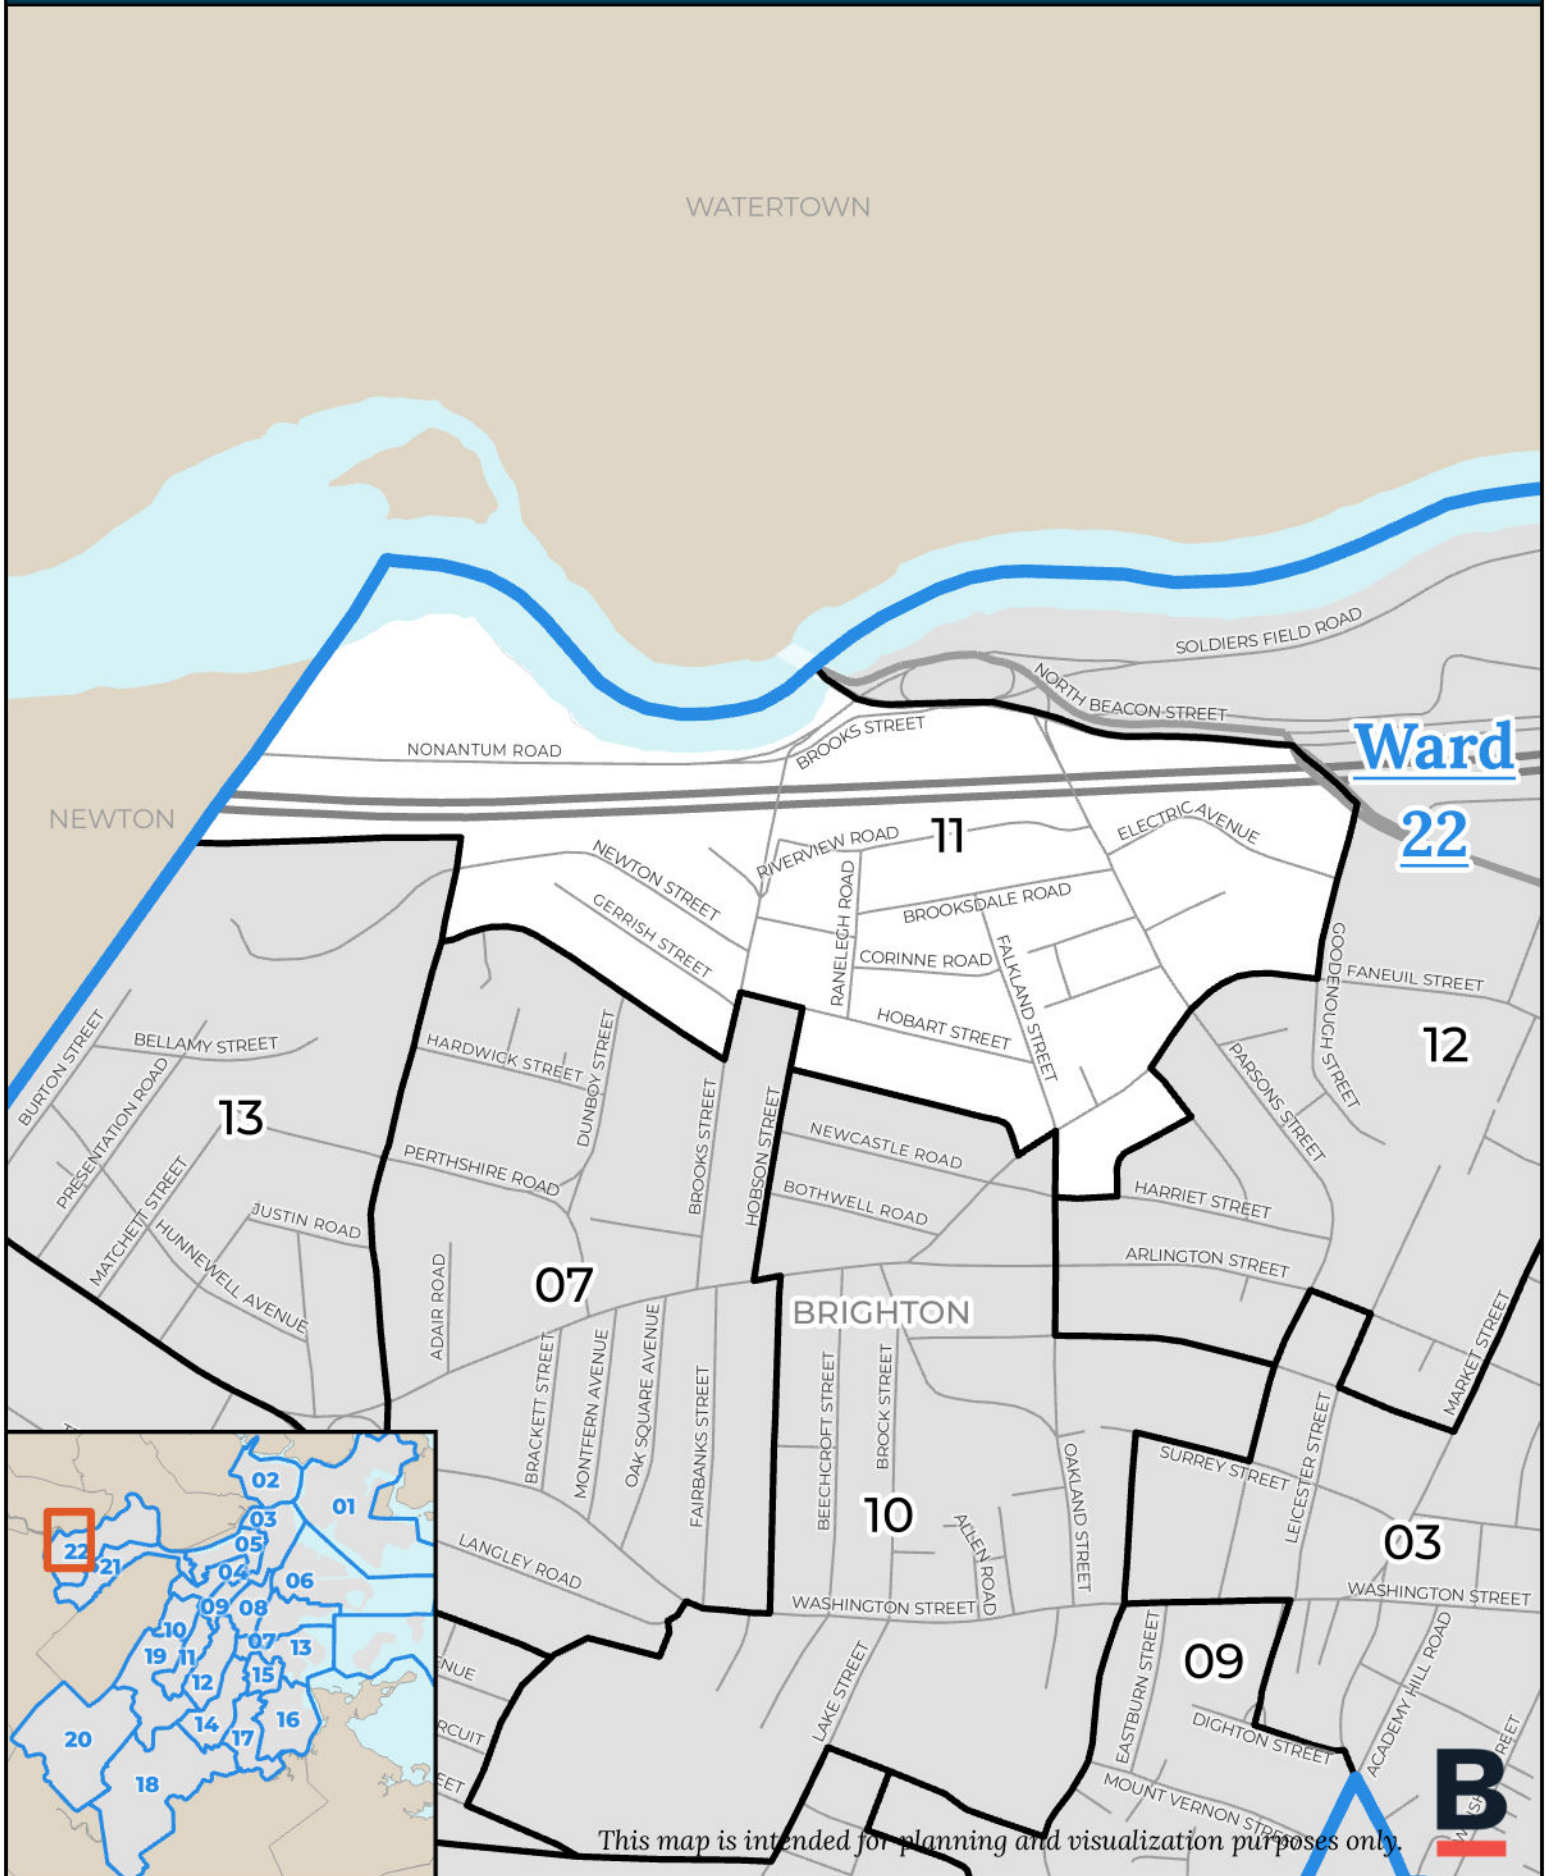 WATERTOWN
SOLDIERS FIELD ROAD
NORTH BEACON STREET
NONANTUM ROAD
BROOKS STREET
Ward
22
NEWTON
11
RIVERVIEW ROAD
ELECTRIC AVENUE
NEWTON STREET
GERRISH STREET
RANELEGH ROAD
BROOKSDALE ROAD
CORINNE ROAD
FALKLAND STREET
GOODENOUGH STREET
FANEUIL STREET
HOBART STREET
12
BURTON STREET
BELLAMY STREET
HARDWICK STREET
DUNBOY STREET
PARSONS STREET
PRESENTATION ROAD
13
BROOKS STREET
HOBSON STREET
NEWCASTLE ROAD
PERTHSHIRE ROAD
MATCHETT STREET
BOTHWELL ROAD
HARRIET STREET
JUSTIN ROAD
HUNNEWELL AVENUE
ARLINGTON STREET
ADAIR ROAD
07
BRIGHTON
MARKET STREET
BRACKETT STREET
MONTFERN AVENUE
OAK SQUARE AVENUE
FAIRBANKS STREET
BEECHCROFT STREET
BROCK STREET
OAKLAND STREET
SURREY STREET
LEICESTER STREET
10
ALLEN ROAD
03
LANGLEY ROAD
WASHINGTON STREET
WASHINGTON STREET
LAKE STREET
EASTBURN STREET
09
ACADEMY HILL ROAD
DIGHTON STREET
MOUNT VERNON STREET
ENUE
RCUIT
EET
REET
02
01
03
05
22
21
04
06
09
08
10
07
13
19
11
12
15
14
17
16
20
18
B
This map is intended for planning and visualization purposes only.